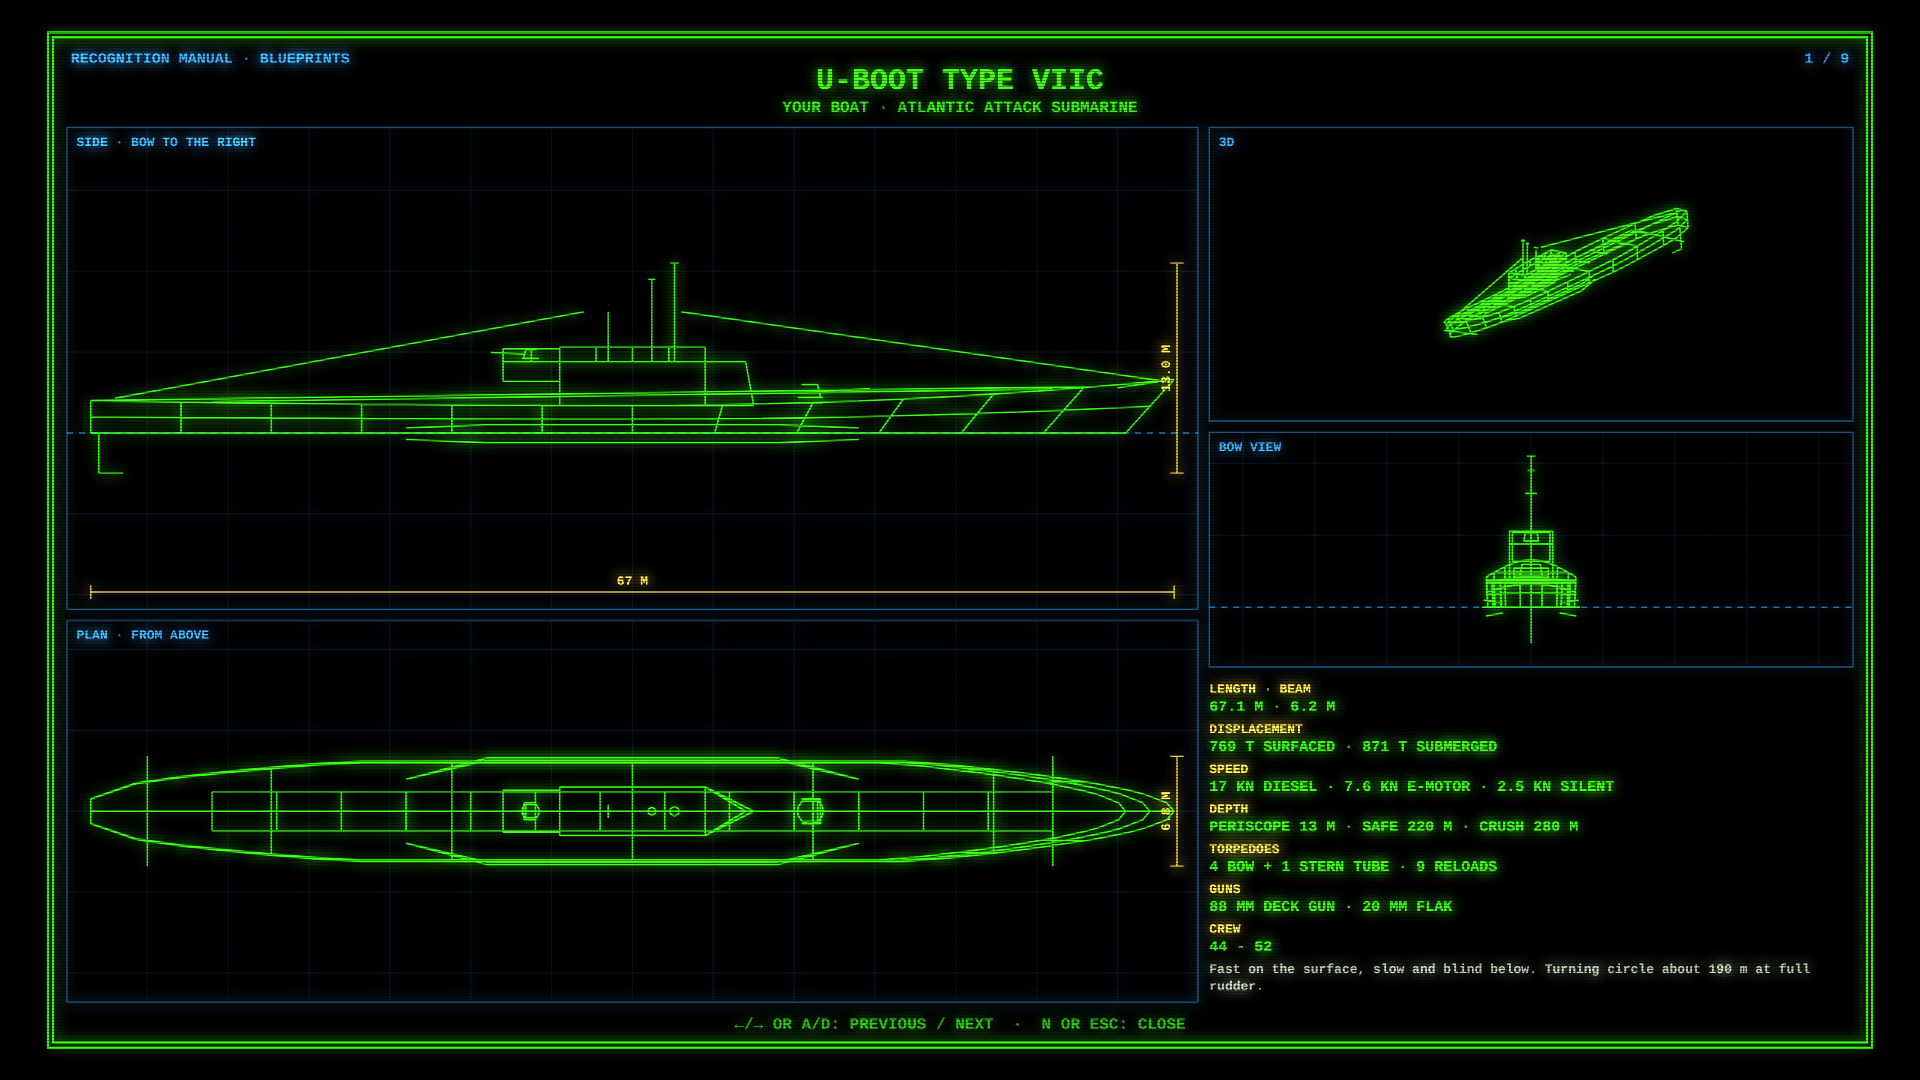 RECOGNITION MANUAL · BLUEPRINTS
1 / 9
U-BOOT TYPE VIIC
YOUR BOAT · ATLANTIC ATTACK SUBMARINE
SIDE · BOW TO THE RIGHT
13.0 M
67 M
PLAN · FROM ABOVE
6.8 M
3D
BOW VIEW
LENGTH · BEAM
67.1 M · 6.2 M
DISPLACEMENT
769 T SURFACED · 871 T SUBMERGED
SPEED
17 KN DIESEL · 7.6 KN E-MOTOR · 2.5 KN SILENT
DEPTH
PERISCOPE 13 M · SAFE 220 M · CRUSH 280 M
TORPEDOES
4 BOW + 1 STERN TUBE · 9 RELOADS
GUNS
88 MM DECK GUN · 20 MM FLAK
CREW
44 - 52
Fast on the surface, slow and blind below. Turning circle about 190 m at full
rudder.
←/→ OR A/D: PREVIOUS / NEXT · N OR ESC: CLOSE